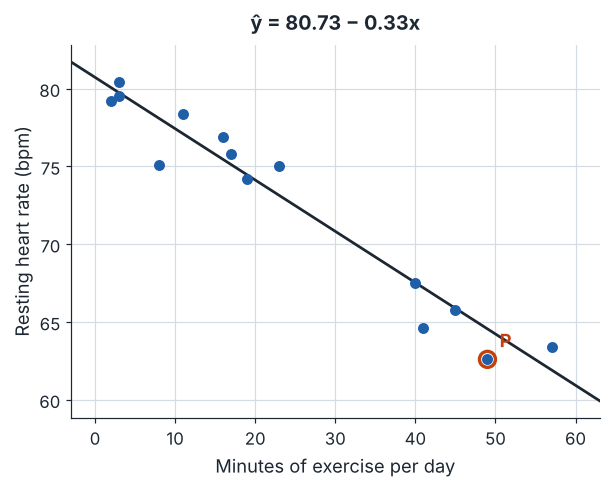 ŷ = 80.73 − 0.33x
Resting heart rate (bpm)
80
75
70
65
60
P
0 10 20 30 40 50 60
Minutes of exercise per day